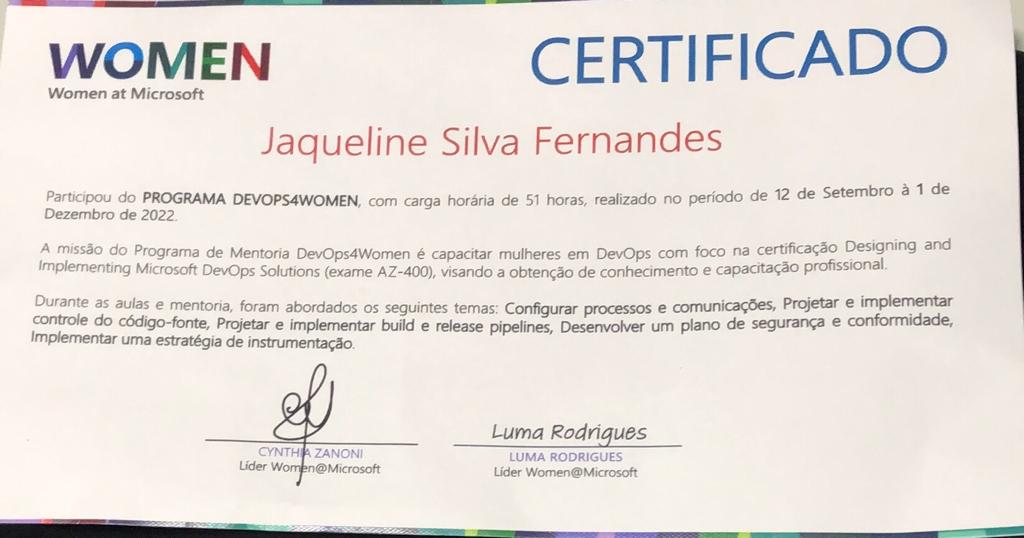 WOMEN
Women at Microsoft
CERTIFICADO
Jaqueline Silva Fernandes
Participou do PROGRAMA DEVOPS4WOMEN, com carga horária de 51 horas, realizado no período de 12 de Setembro à 1 de
Dezembro de 2022.
A missão do Programa de Mentoria DevOps4Women é capacitar mulheres em DevOps com foco na certificação Designing and
Implementing Microsoft DevOps Solutions (exame AZ-400), visando a obtenção de conhecimento e capacitação profissional.
Durante as aulas e mentoria, foram abordados os seguintes temas: Configurar processos e comunicações, Projetar e implementar
controle do código-fonte, Projetar e implementar build e release pipelines, Desenvolver um plano de segurança e conformidade,
Implementar uma estratégia de instrumentação.
Luma Rodrigues
CYNTHIA ZANONI
Líder Women@Microsoft
LUMA RODRIGUES
Líder Women@Microsoft